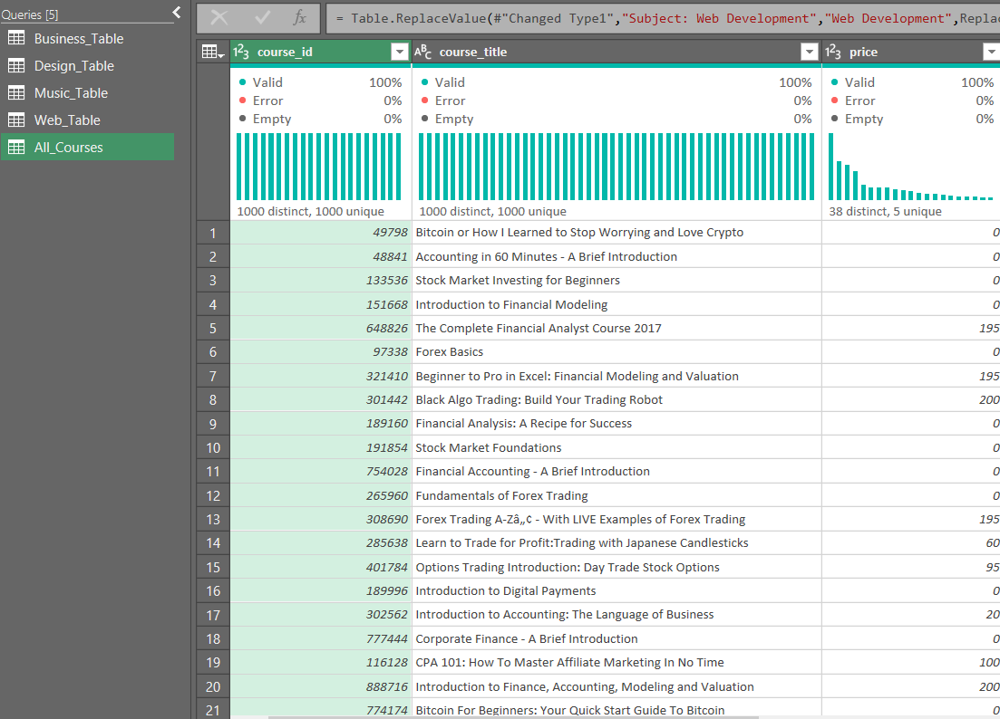 Queries [5]
Business_Table
Design_Table
Music_Table
Web_Table
All_Courses
fx = Table.ReplaceValue(#"Changed Type1","Subject: Web Development","Web Development",Replac
1²3 course_id ABC course_title 1²3 price
Valid 100% Valid 100% Valid 100%
Error 0% Error 0% Error 0%
Empty 0% Empty 0% Empty 0%
1000 distinct, 1000 unique 1000 distinct, 1000 unique 38 distinct, 5 unique
1 49798 Bitcoin or How I Learned to Stop Worrying and Love Crypto 0
2 48841 Accounting in 60 Minutes - A Brief Introduction 0
3 133536 Stock Market Investing for Beginners 0
4 151668 Introduction to Financial Modeling 0
5 648826 The Complete Financial Analyst Course 2017 195
6 97338 Forex Basics 0
7 321410 Beginner to Pro in Excel: Financial Modeling and Valuation 195
8 301442 Black Algo Trading: Build Your Trading Robot 200
9 189160 Financial Analysis: A Recipe for Success 0
10 191854 Stock Market Foundations 0
11 754028 Financial Accounting - A Brief Introduction 0
12 265960 Fundamentals of Forex Trading 0
13 308690 Forex Trading A-Zâ„¢ - With LIVE Examples of Forex Trading 195
14 285638 Learn to Trade for Profit:Trading with Japanese Candlesticks 60
15 401784 Options Trading Introduction: Day Trade Stock Options 95
16 189996 Introduction to Digital Payments 0
17 302562 Introduction to Accounting: The Language of Business 20
18 777444 Corporate Finance - A Brief Introduction 0
19 116128 CPA 101: How To Master Affiliate Marketing In No Time 100
20 888716 Introduction to Finance, Accounting, Modeling and Valuation 200
21 774174 Bitcoin For Beginners: Your Quick Start Guide To Bitcoin 0